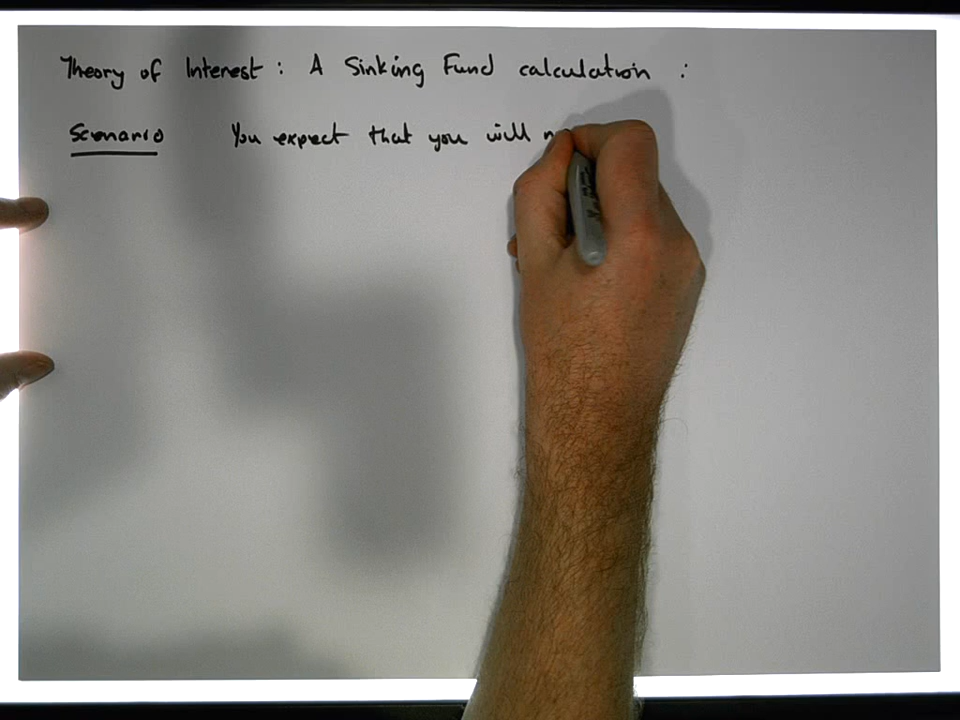 Theory of Interest : A Sinking Fund calculation :
Scenario You expect that you will